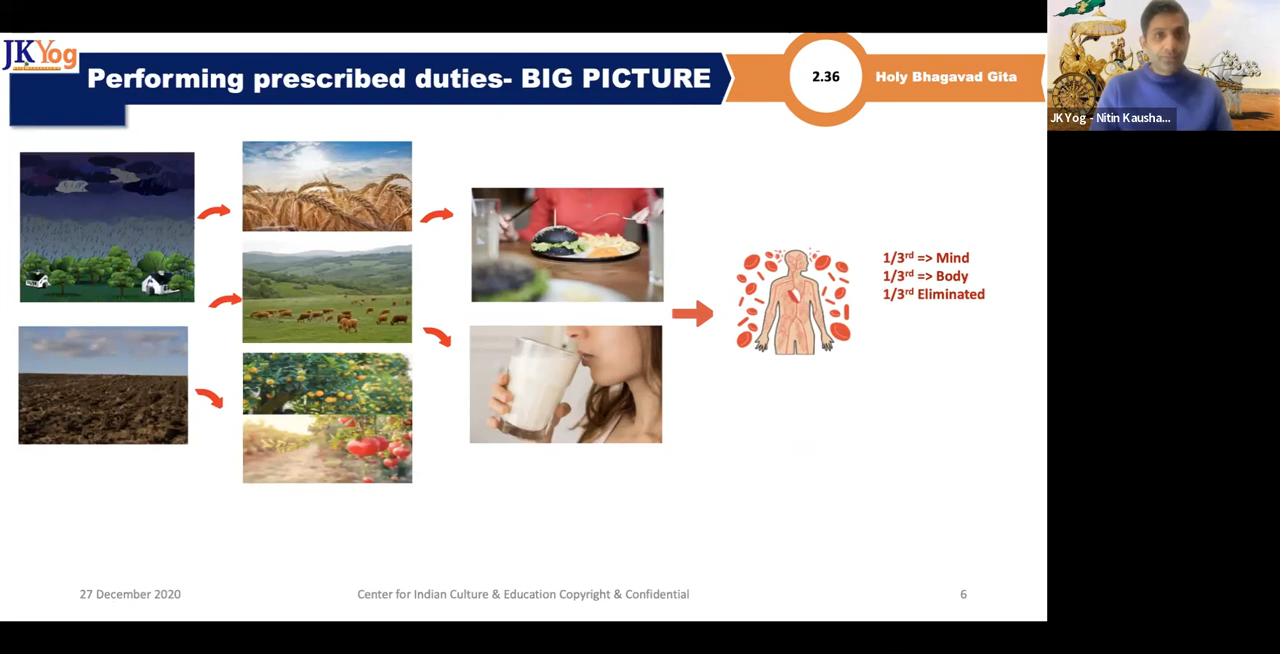 JKYog
Performing prescribed duties- BIG PICTURE
2.36
Holy Bhagavad Gita
JKYog - Nitin Kausha...
1/3rd => Mind
1/3rd => Body
1/3rd Eliminated
27 December 2020
Center for Indian Culture & Education Copyright & Confidential
6